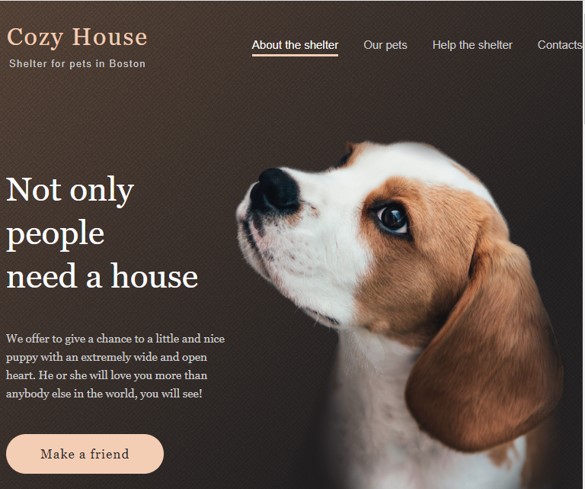 Cozy House
Shelter for pets in Boston
About the shelter
Our pets
Help the shelter
Contacts
Not only
people
need a house
We offer to give a chance to a little and nice
puppy with an extremely wide and open
heart. He or she will love you more than
anybody else in the world, you will see!
Make a friend